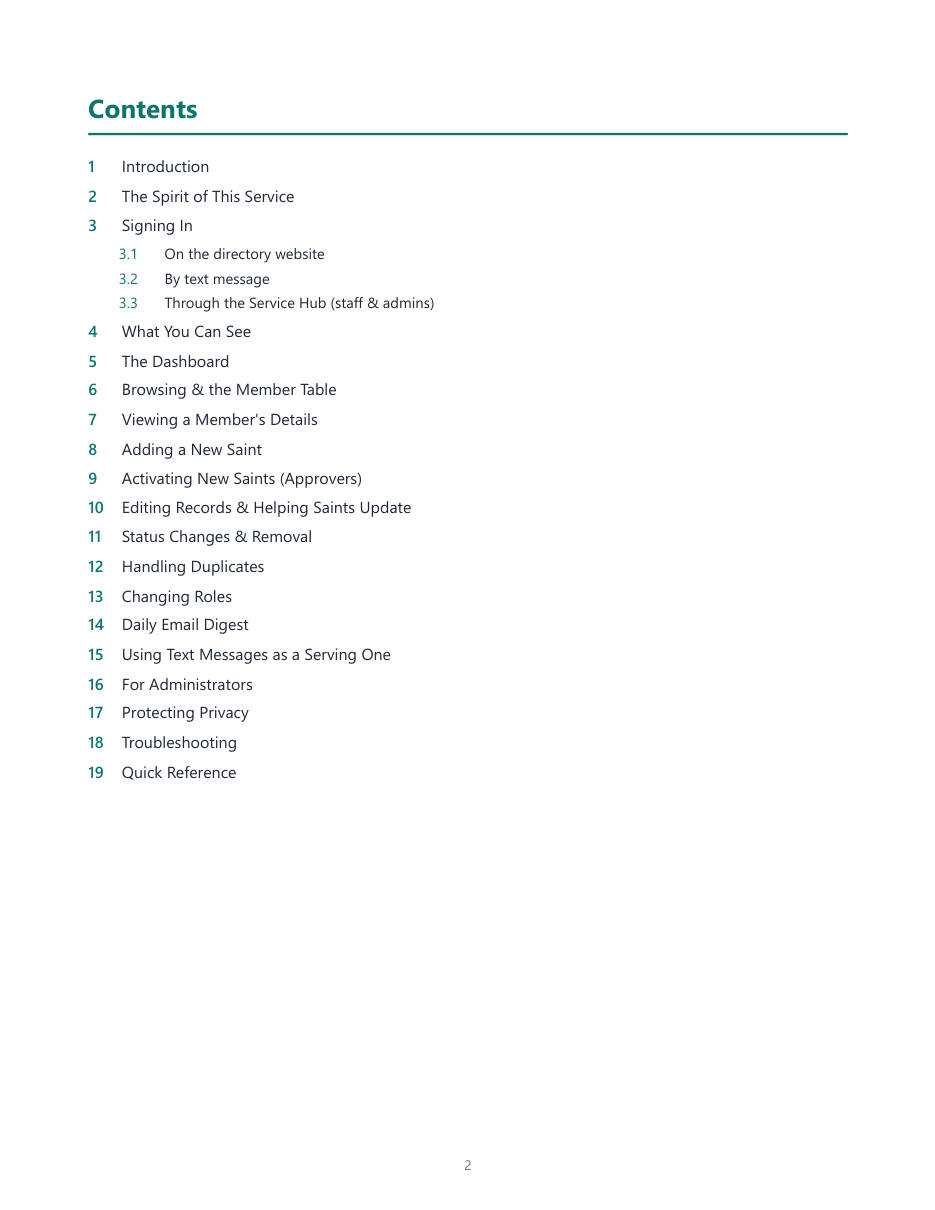 Contents
1 Introduction
2 The Spirit of This Service
3 Signing In
3.1 On the directory website
3.2 By text message
3.3 Through the Service Hub (staff & admins)
4 What You Can See
5 The Dashboard
6 Browsing & the Member Table
7 Viewing a Member's Details
8 Adding a New Saint
9 Activating New Saints (Approvers)
10 Editing Records & Helping Saints Update
11 Status Changes & Removal
12 Handling Duplicates
13 Changing Roles
14 Daily Email Digest
15 Using Text Messages as a Serving One
16 For Administrators
17 Protecting Privacy
18 Troubleshooting
19 Quick Reference
2